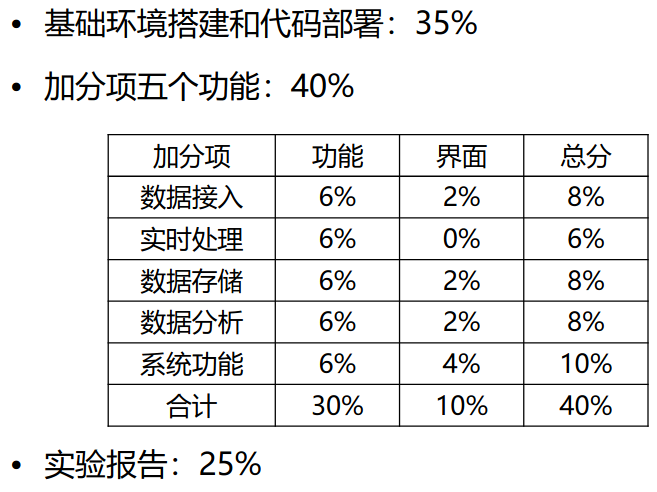 • 基础环境搭建和代码部署：35%
• 加分项五个功能：40%
加分项 功能 界面 总分
数据接入 6% 2% 8%
实时处理 6% 0% 6%
数据存储 6% 2% 8%
数据分析 6% 2% 8%
系统功能 6% 4% 10%
合计 30% 10% 40%
• 实验报告：25%